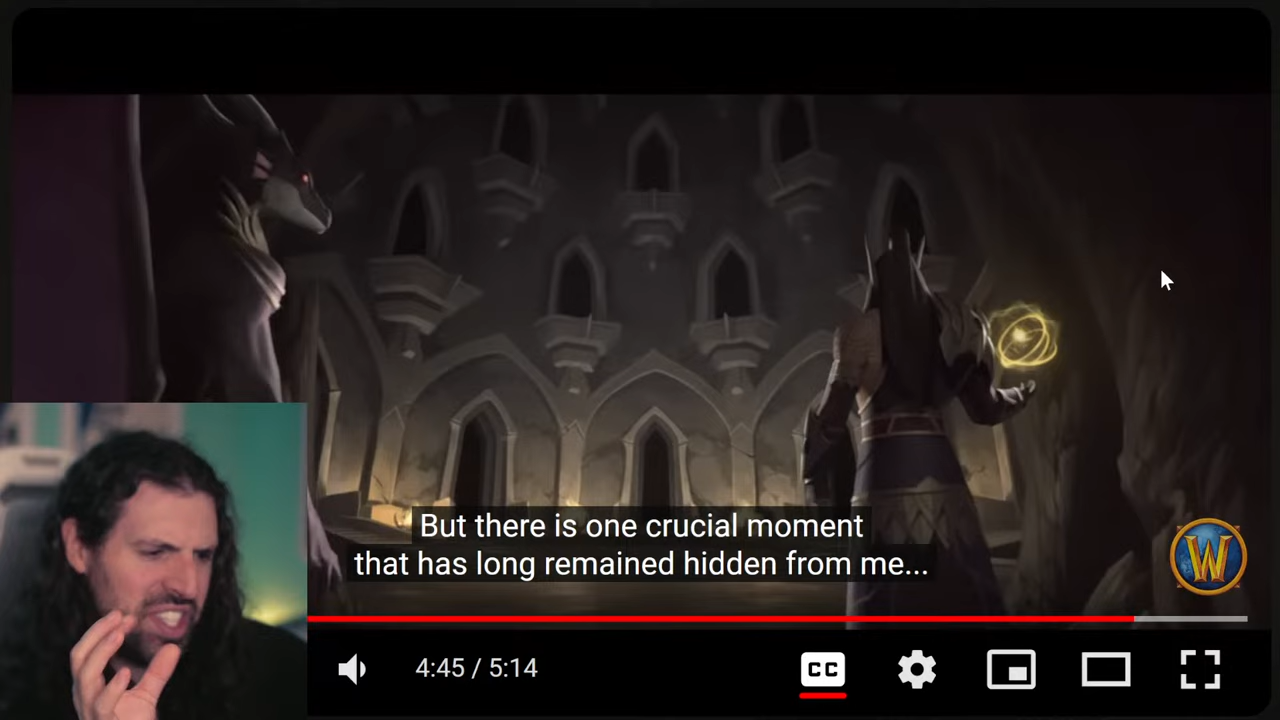 But there is one crucial moment
that has long remained hidden from me...
W
4:45 / 5:14
CC